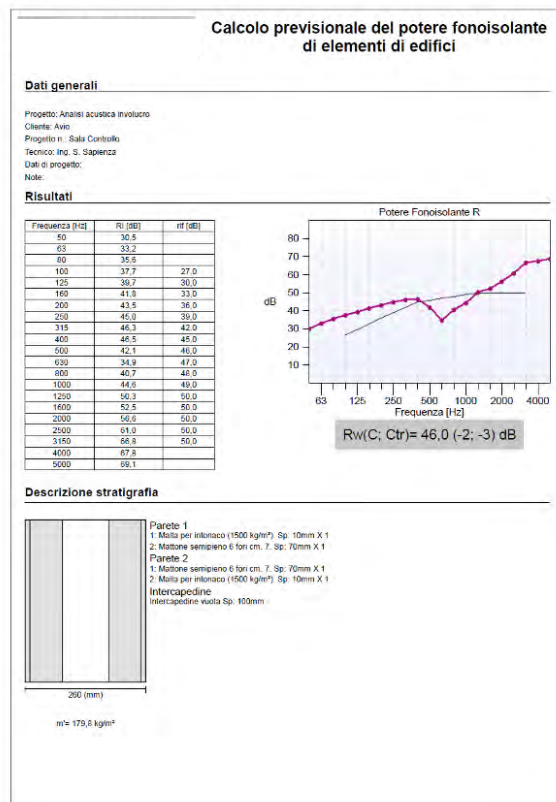 Calcolo previsionale del potere fonoisolante
di elementi di edifici
Dati generali
Progetto: Analisi acustica involucro
Cliente: Avio
Progetto n.: Sala Controllo
Tecnico: Ing. S. Sapienza
Dati di progetto:
Note:
Risultati
Frequenza [Hz] Ri [dB] rif [dB]
50 30,5
63 33,2
80 35,6
100 37,7 27,0
125 39,7 30,0
160 41,8 33,0
200 43,5 36,0
250 45,0 39,0
315 46,3 42,0
400 46,5 45,0
500 42,1 46,0
630 34,9 47,0
800 40,7 48,0
1000 44,6 49,0
1250 50,3 50,0
1600 52,5 50,0
2000 56,6 50,0
2500 61,0 50,0
3150 66,8 50,0
4000 67,8
5000 69,1
Potere Fonoisolante R
80
70
60
50
dB
40
30
20
10
63 125 250 500 1000 2000 4000
Frequenza [Hz]
Rw(C; Ctr)= 46,0 (-2; -3) dB
Descrizione stratigrafia
Parete 1
1: Malta per intonaco (1500 kg/m³). Sp: 10mm X 1
2: Mattone semipieno 6 fori cm. 7. Sp: 70mm X 1
Parete 2
1: Mattone semipieno 6 fori cm. 7. Sp: 70mm X 1
2: Malta per intonaco (1500 kg/m³). Sp: 10mm X 1
Intercapedine
Intercapedine vuota Sp: 100mm
260 (mm)
m'= 179,8 kg/m²